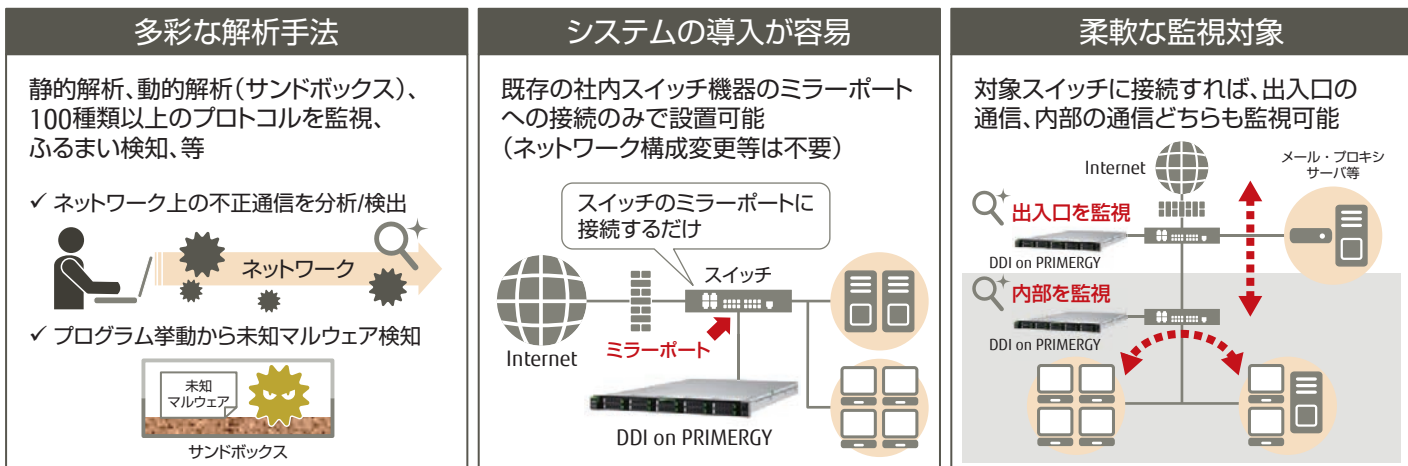 多彩な解析手法
静的解析、動的解析(サンドボックス)、
100種類以上のプロトコルを監視、
ふるまい検知、等
✓ ネットワーク上の不正通信を分析/検出
ネットワーク
✓ プログラム挙動から未知マルウェア検知
未知
マルウェア
サンドボックス
システムの導入が容易
既存の社内スイッチ機器のミラーポート
への接続のみで設置可能
(ネットワーク構成変更等は不要)
スイッチのミラーポートに
接続するだけ
スイッチ
Internet
ミラーポート
DDI on PRIMERGY
柔軟な監視対象
対象スイッチに接続すれば、出入口の
通信、内部の通信どちらも監視可能
Internet
メール・プロキシ
サーバ等
出入口を監視
DDI on PRIMERGY
内部を監視
DDI on PRIMERGY